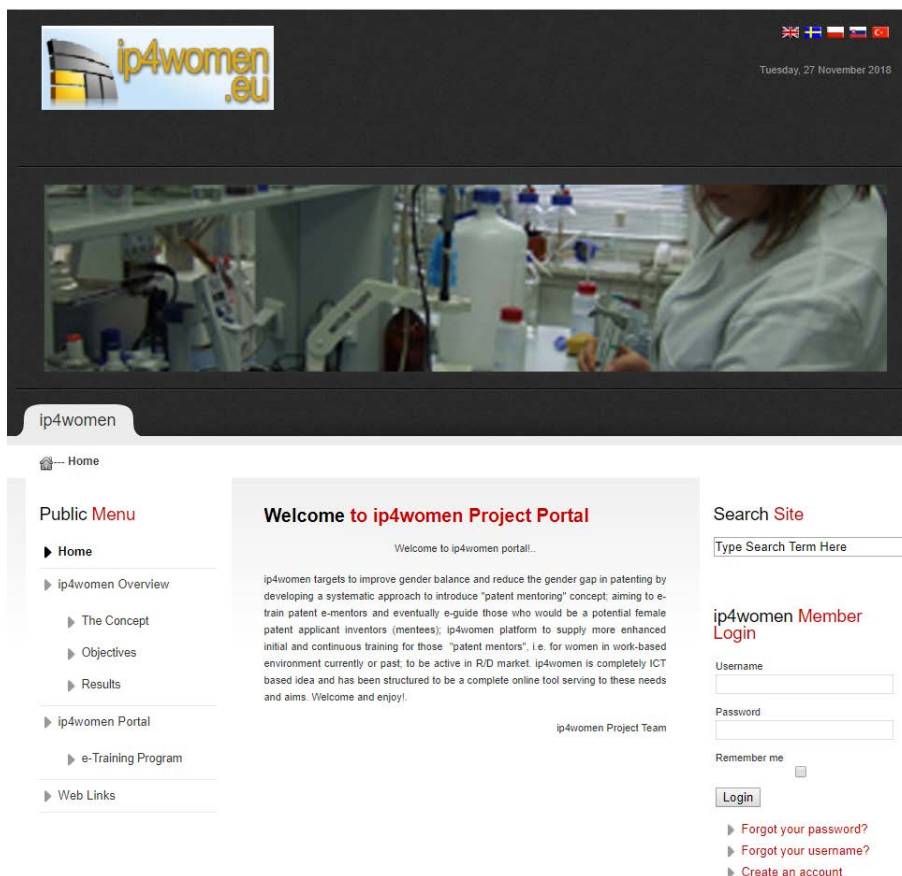 ip4women
.eu
Tuesday, 27 November 2018
ip4women
--- Home
Public Menu
Home
ip4women Overview
The Concept
Objectives
Results
ip4women Portal
e-Training Program
Web Links
Welcome to ip4women Project Portal
Welcome to ip4women portal!..
ip4women targets to improve gender balance and reduce the gender gap in patenting by
developing a systematic approach to introduce "patent mentoring" concept; aiming to e-
train patent e-mentors and eventually e-guide those who would be a potential female
patent applicant inventors (mentees); ip4women platform to supply more enhanced
initial and continuous training for those "patent mentors", i.e. for women in work-based
environment currently or past; to be active in R/D market. ip4women is completely ICT
based idea and has been structured to be a complete online tool serving to these needs
and aims. Welcome and enjoy!.
ip4women Project Team
Search Site
Type Search Term Here
ip4women Member
Login
Username
Password
Remember me
Login
Forgot your password?
Forgot your username?
Create an account